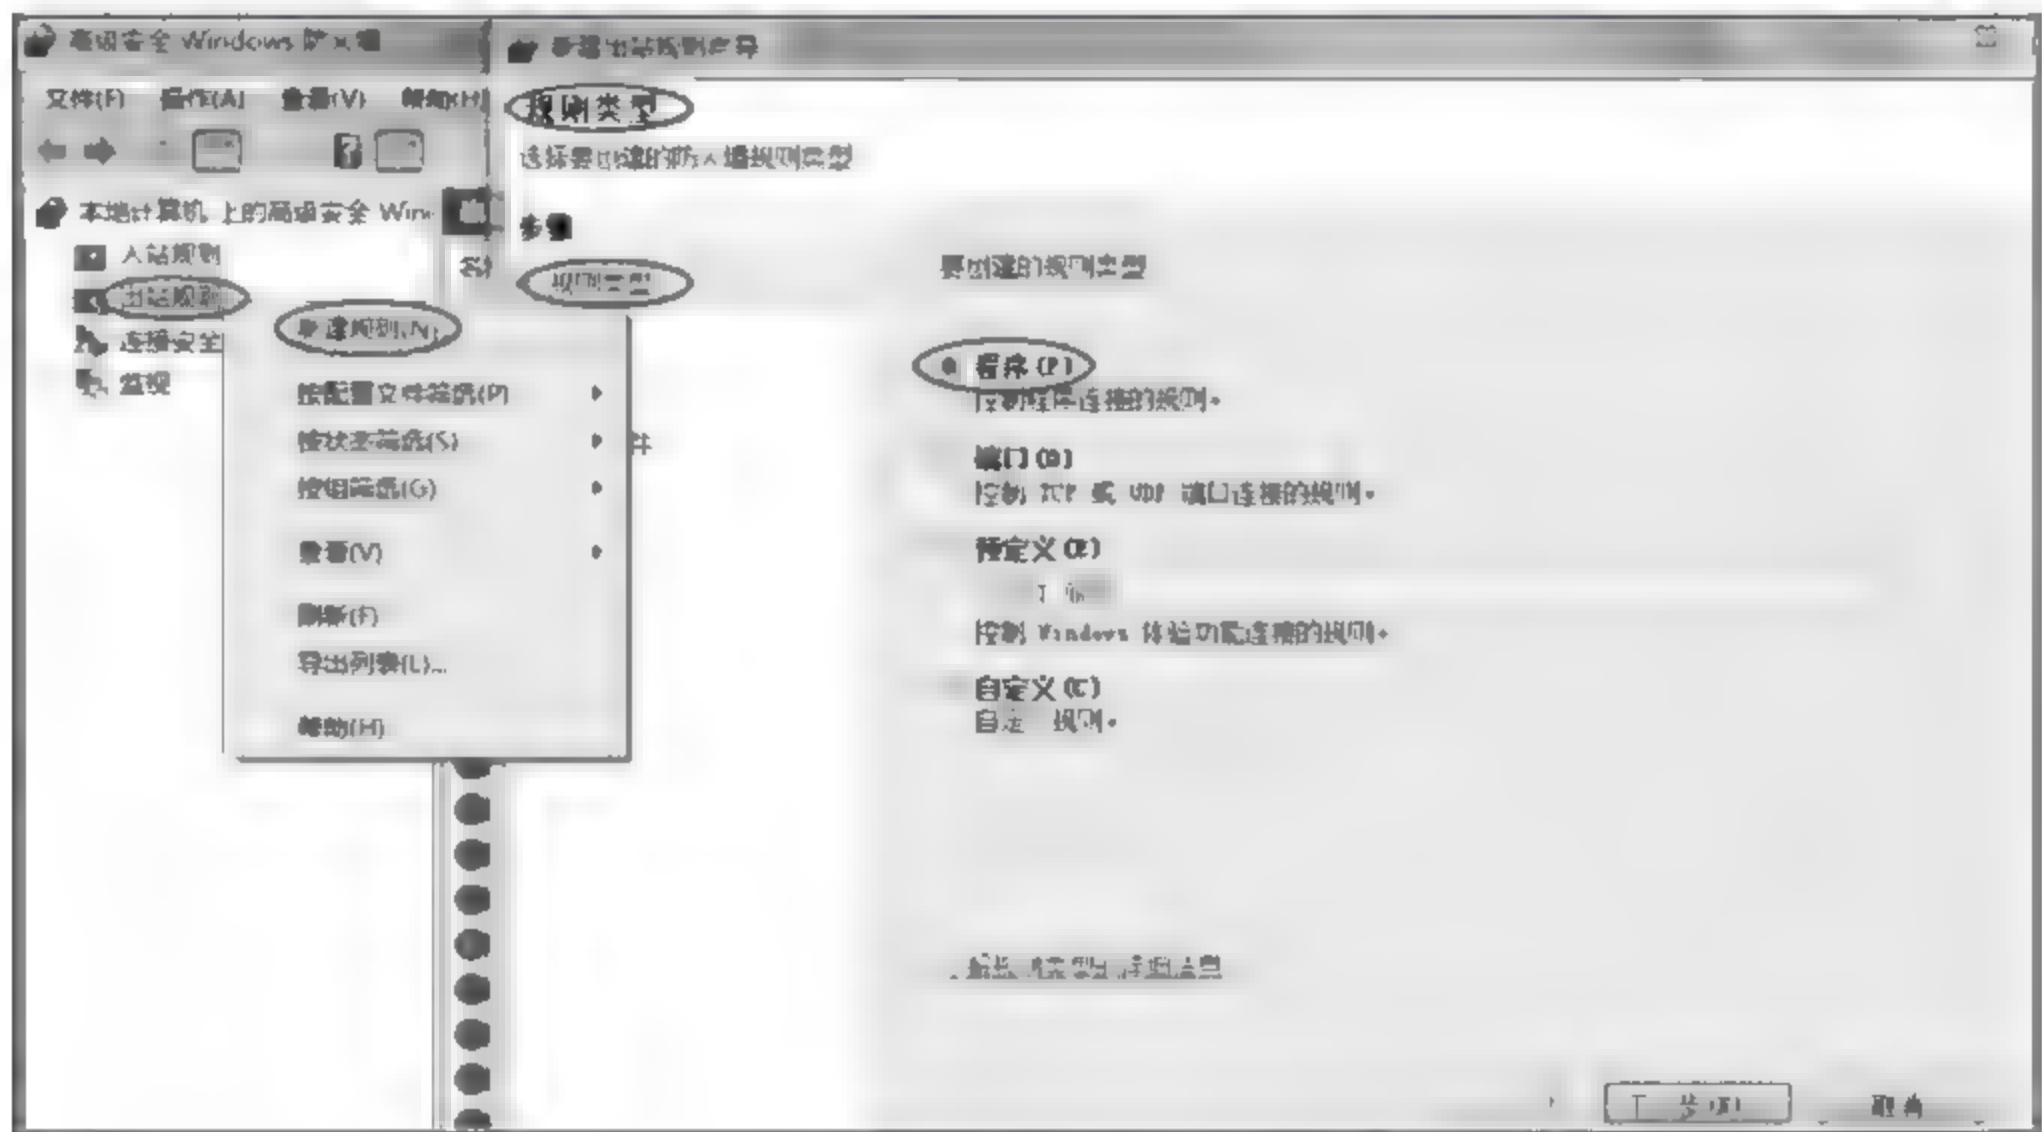 高级安全 Windows 防火墙
文件(F) 操作(A) 查看(V) 帮助(H)
本地计算机 上的高级安全 Win
入站规则
出站规则
连接安全
监视
新建规则(N)
按配置文件筛选(P)
按状态筛选(S)
按组筛选(G)
查看(V)
刷新(F)
导出列表(L)...
帮助(H)
新建出站规则向导
规则类型
选择要创建的防火墙规则类型
步骤
规则类型
要创建的规则类型
程序(P)
控制程序连接的规则。
端口(O)
控制 TCP 或 UDP 端口连接的规则。
预定义(E)
控制 Windows 体验功能连接的规则。
自定义(C)
自定 规则。
下一步(N)
取消